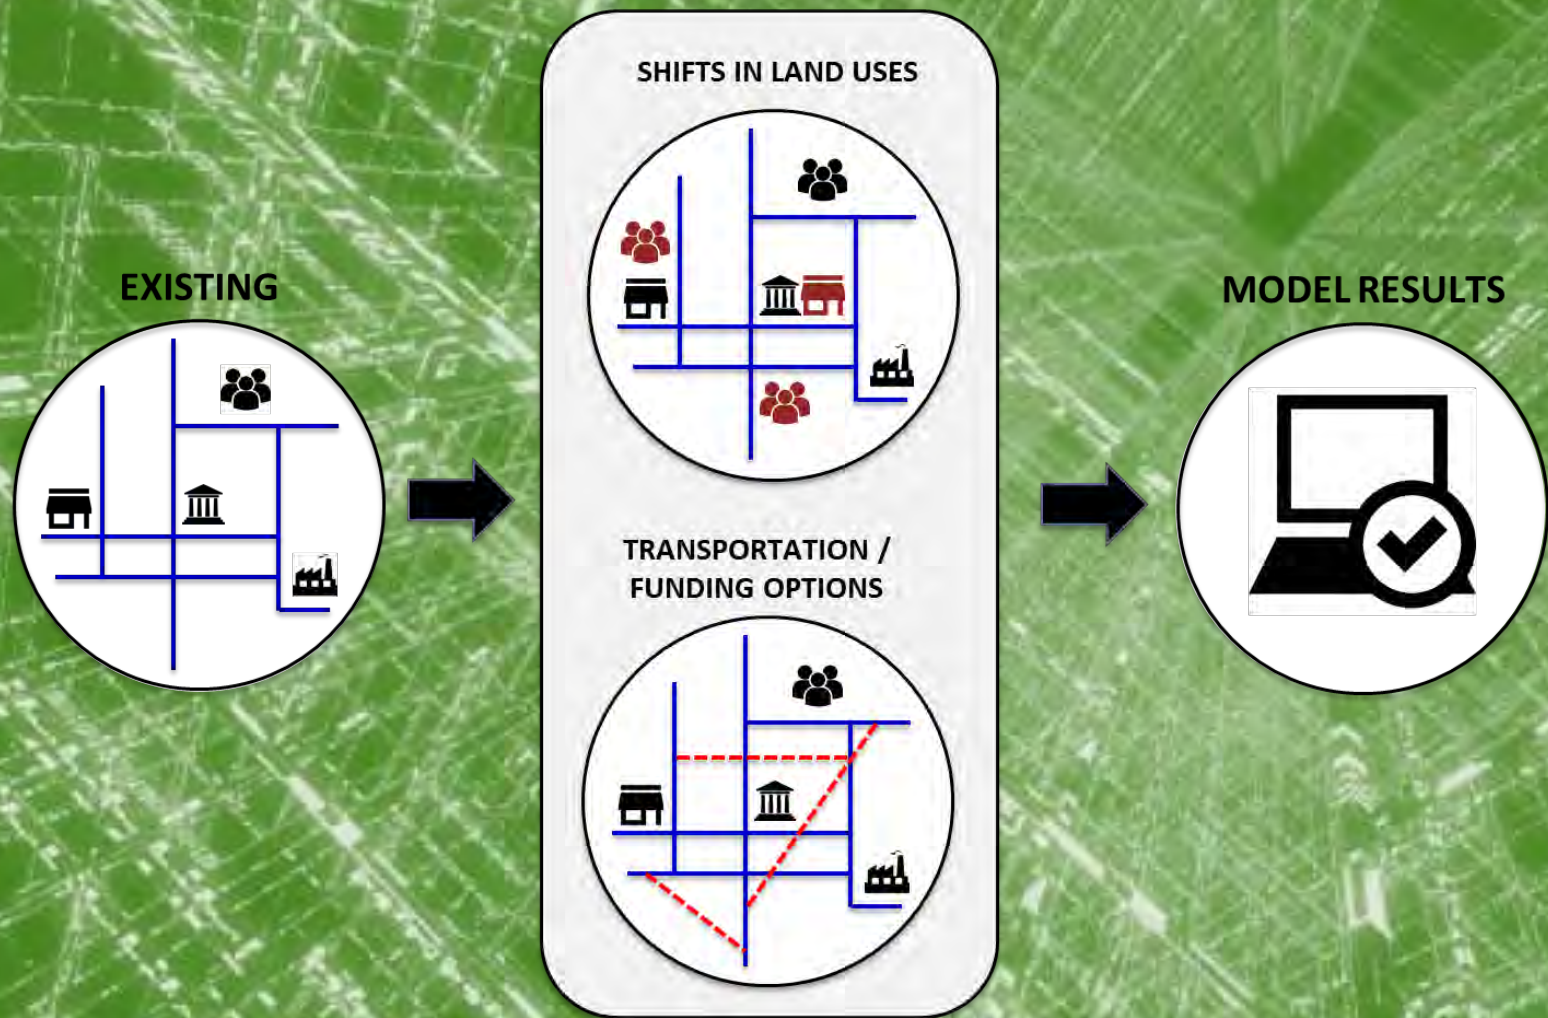 EXISTING
SHIFTS IN LAND USES
TRANSPORTATION /
FUNDING OPTIONS
MODEL RESULTS